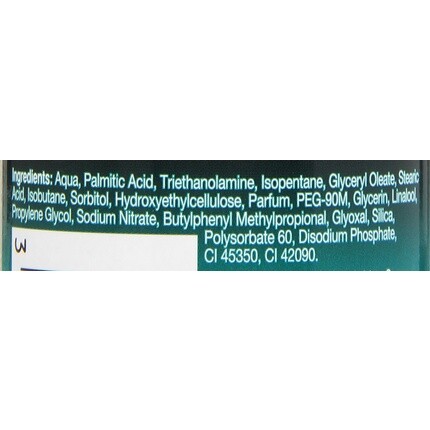 Ingredients: Aqua, Palmitic Acid, Triethanolamine, Isopentane, Glyceryl Oleate, Stearic
Acid, Isobutane, Sorbitol, Hydroxyethylcellulose, Parfum, PEG-90M, Glycerin, Linalool,
Propylene Glycol, Sodium Nitrate, Butylphenyl Methylpropional, Glyoxal, Silica,
Polysorbate 60, Disodium Phosphate,
CI 45350, CI 42090.
3